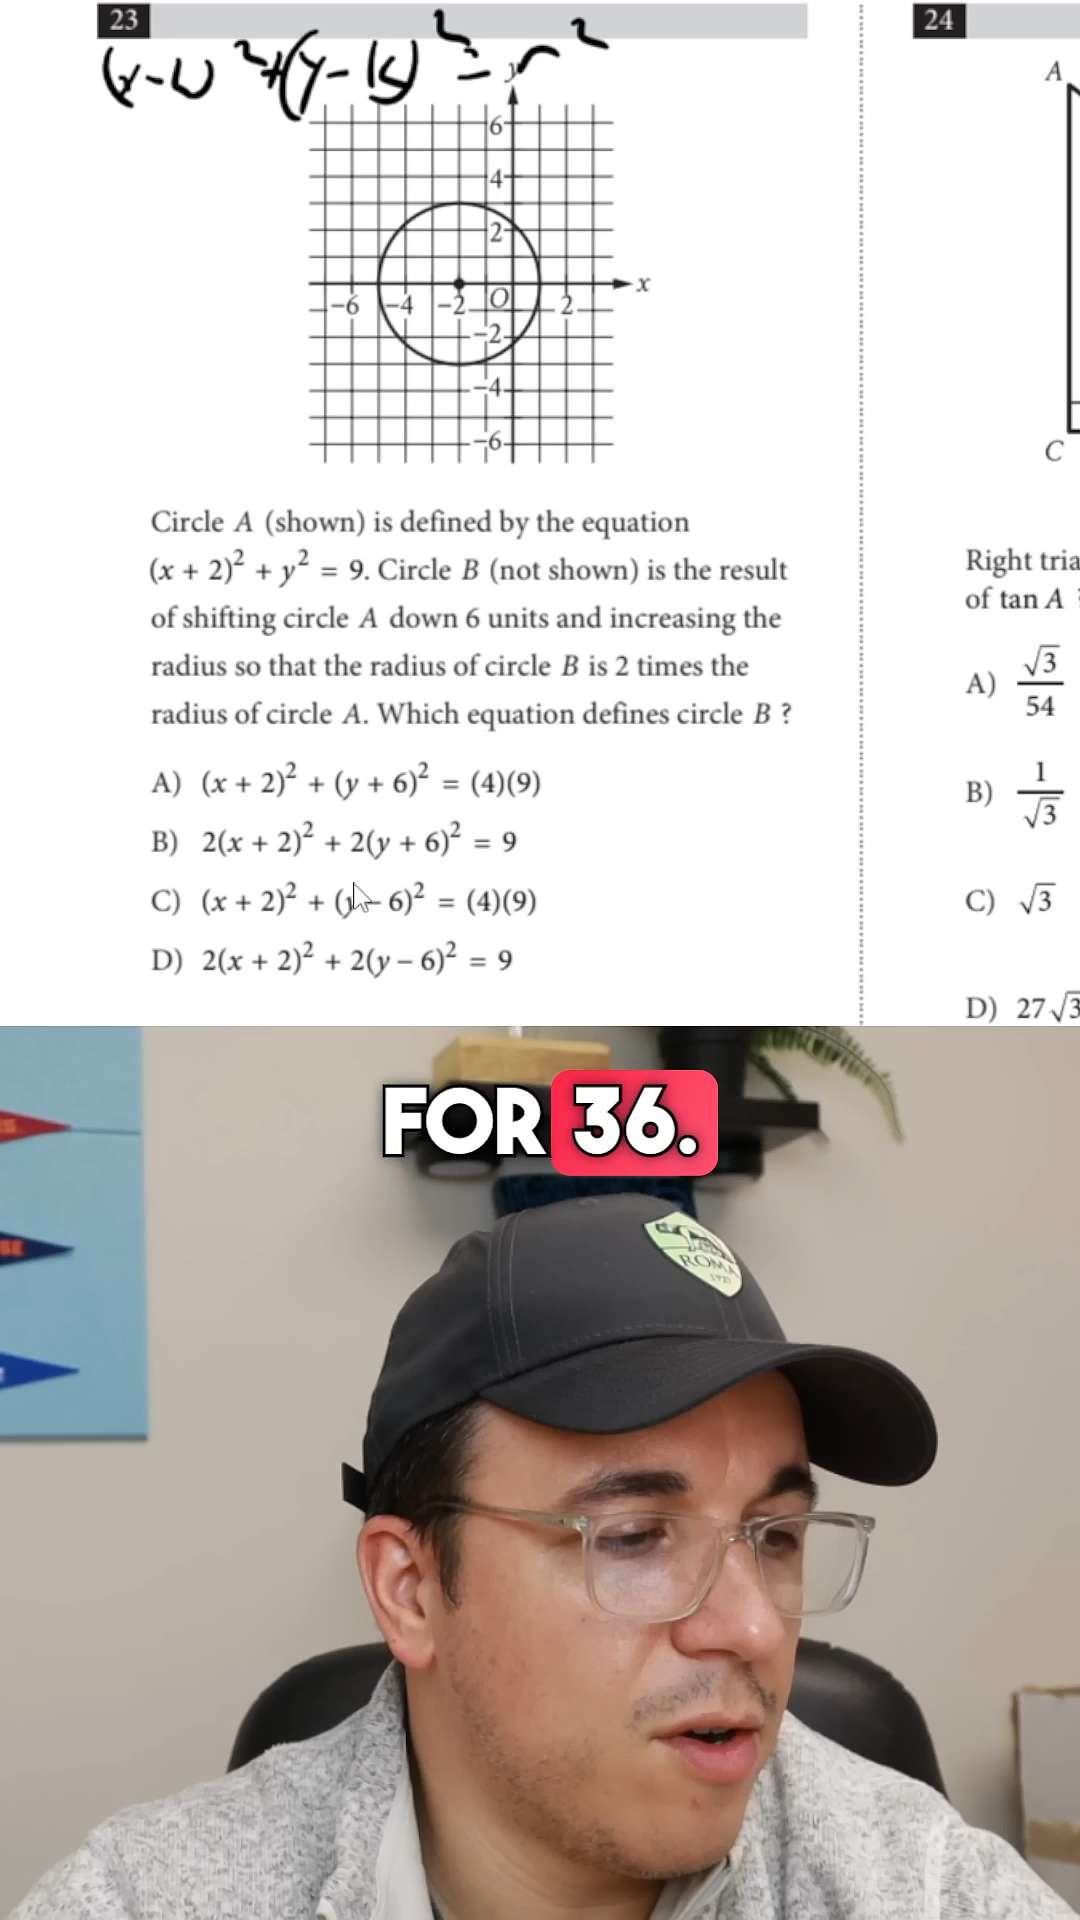 23
(x-h)²+(y-k)²=r²
y
6
4
2
x
-6 -4 -2 O 2
-2
-4
-6
Circle A (shown) is defined by the equation
(x + 2)² + y² = 9. Circle B (not shown) is the result
of shifting circle A down 6 units and increasing the
radius so that the radius of circle B is 2 times the
radius of circle A. Which equation defines circle B ?
A) (x + 2)² + (y + 6)² = (4)(9)
B) 2(x + 2)² + 2(y + 6)² = 9
C) (x + 2)² + (y – 6)² = (4)(9)
D) 2(x + 2)² + 2(y – 6)² = 9
24
A
C
Right tria
of tan A ?
A) √3/54
B) 1/√3
C) √3
D) 27√3
FOR 36.
ROMA
1927